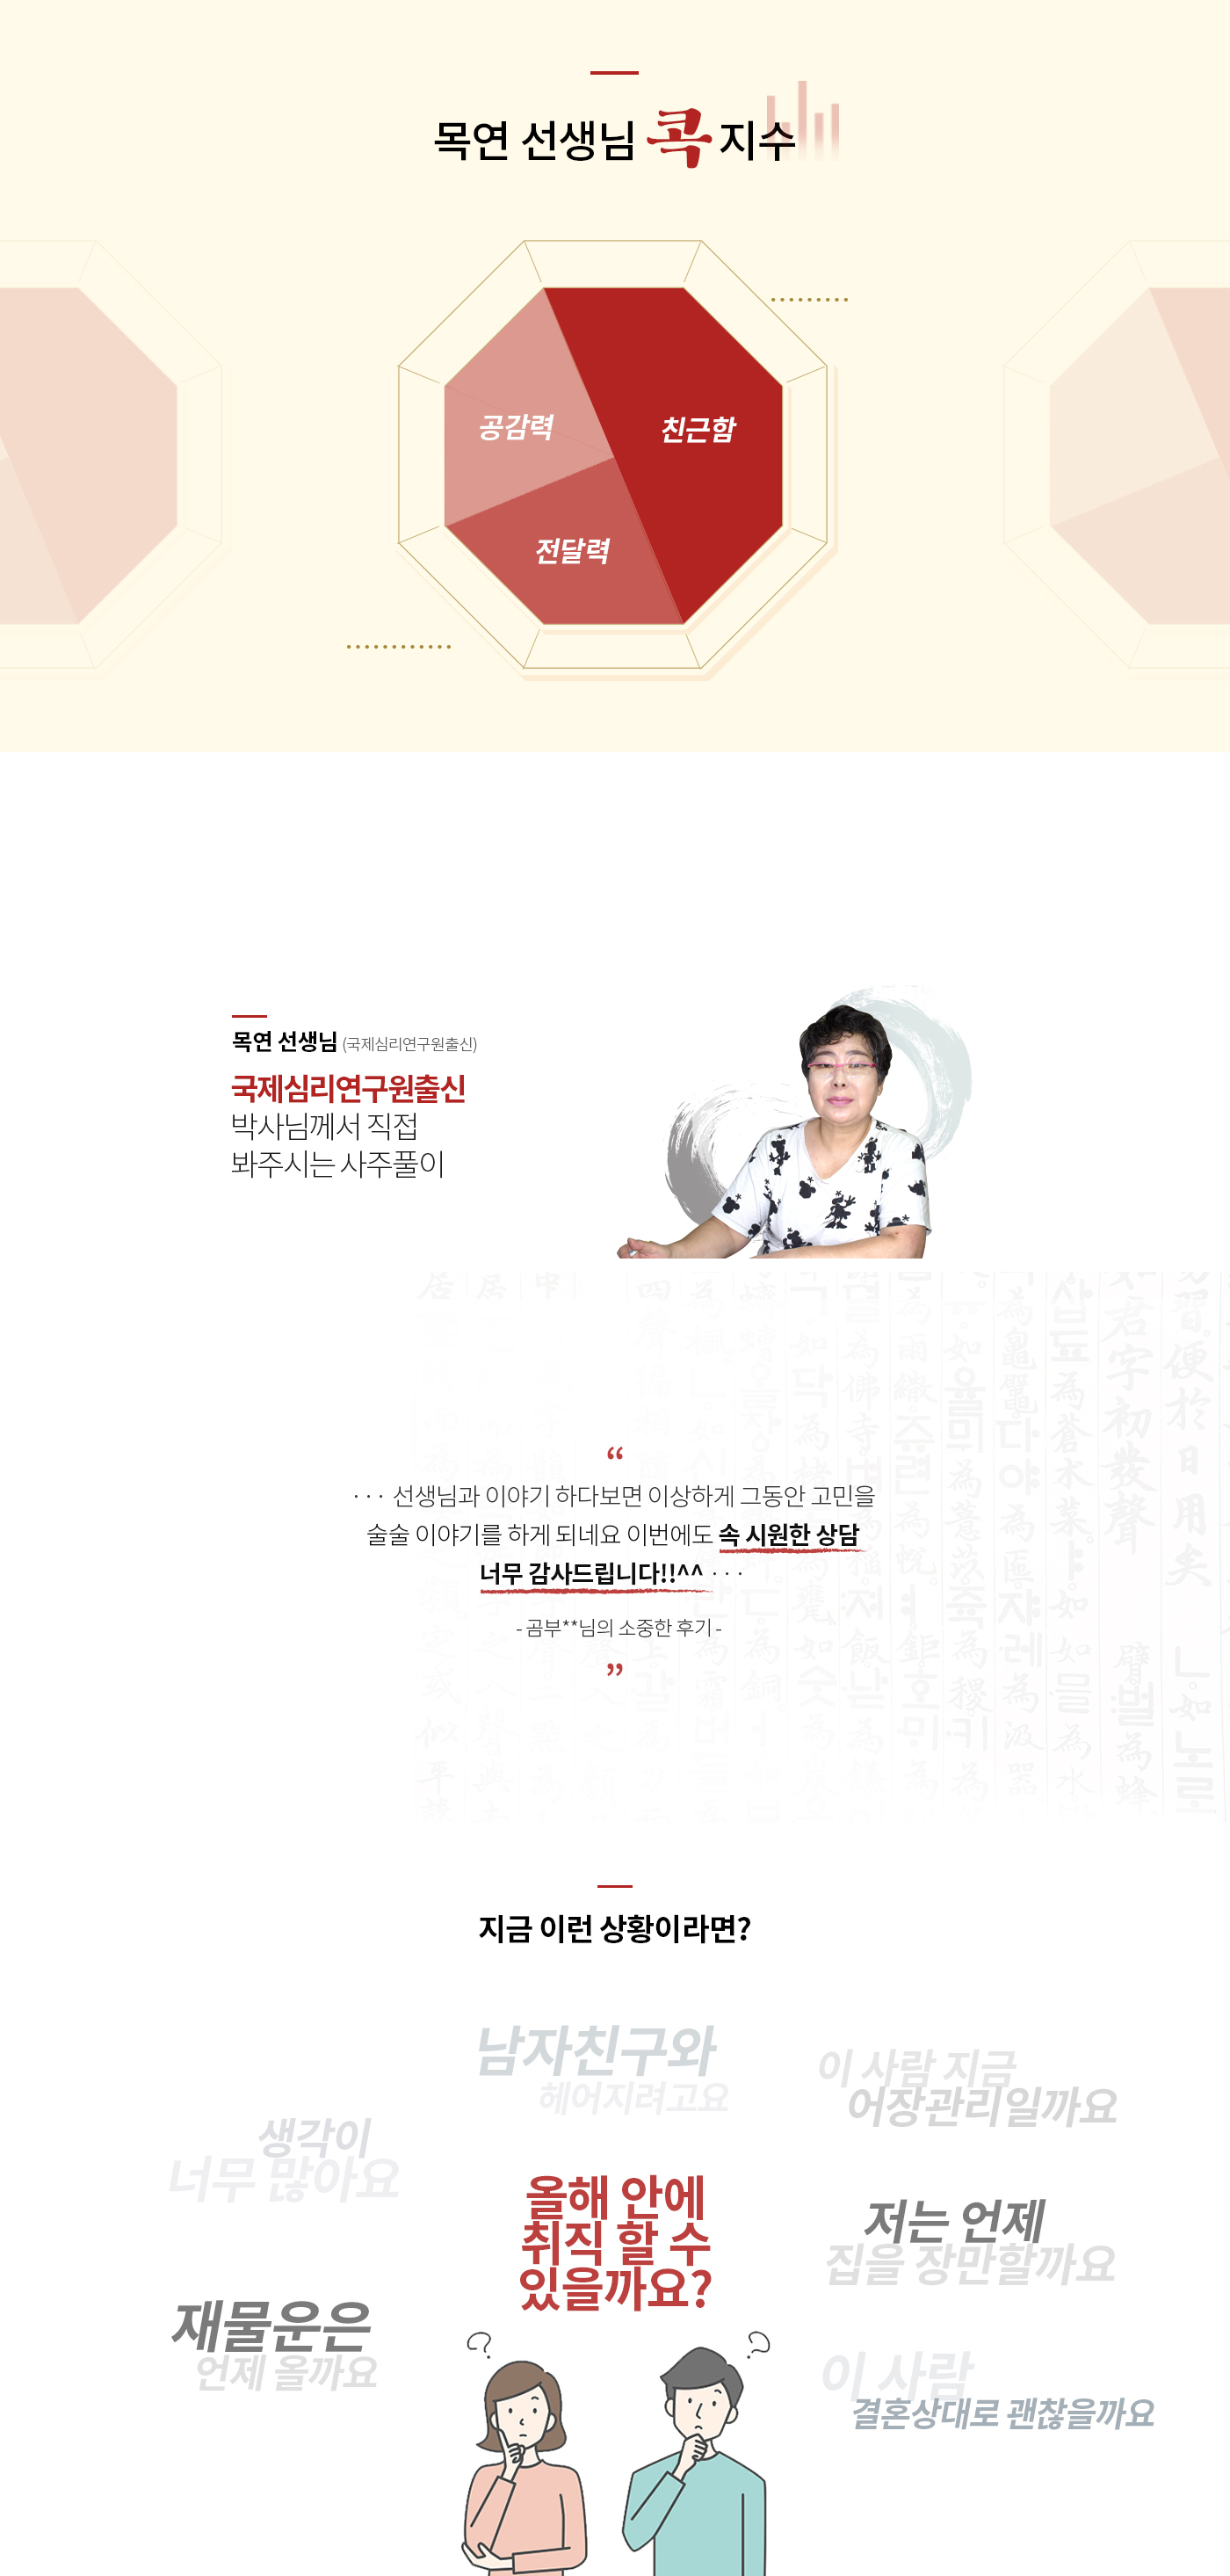 목연 선생님 콕 지수
공감력
친근함
전달력
목연 선생님 (국제심리연구원출신)
국제심리연구원출신
박사님께서 직접
봐주시는 사주풀이
“
··· 선생님과 이야기 하다보면 이상하게 그동안 고민을
술술 이야기를 하게 되네요 이번에도 속 시원한 상담
너무 감사드립니다!!^^ ···
- 곰부**님의 소중한 후기 -
”
지금 이런 상황이라면?
남자친구와
헤어지려고요
이 사람 지금
어장관리일까요
생각이
너무 많아요
올해 안에
취직 할 수
있을까요?
저는 언제
집을 장만할까요
재물운은
언제 올까요
이 사람
결혼상대로 괜찮을까요